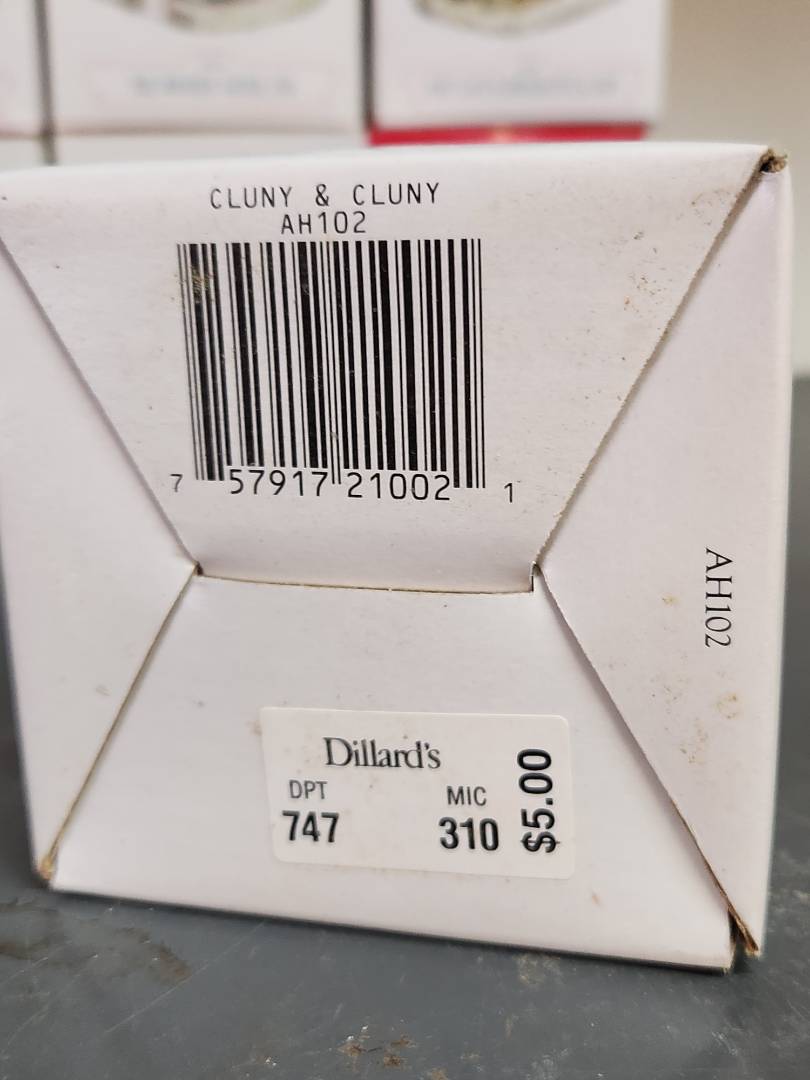 CLUNY & CLUNY
AH102
7 57917 21002 1
AH102
Dillard's
DPT MIC
747 310
$5.00